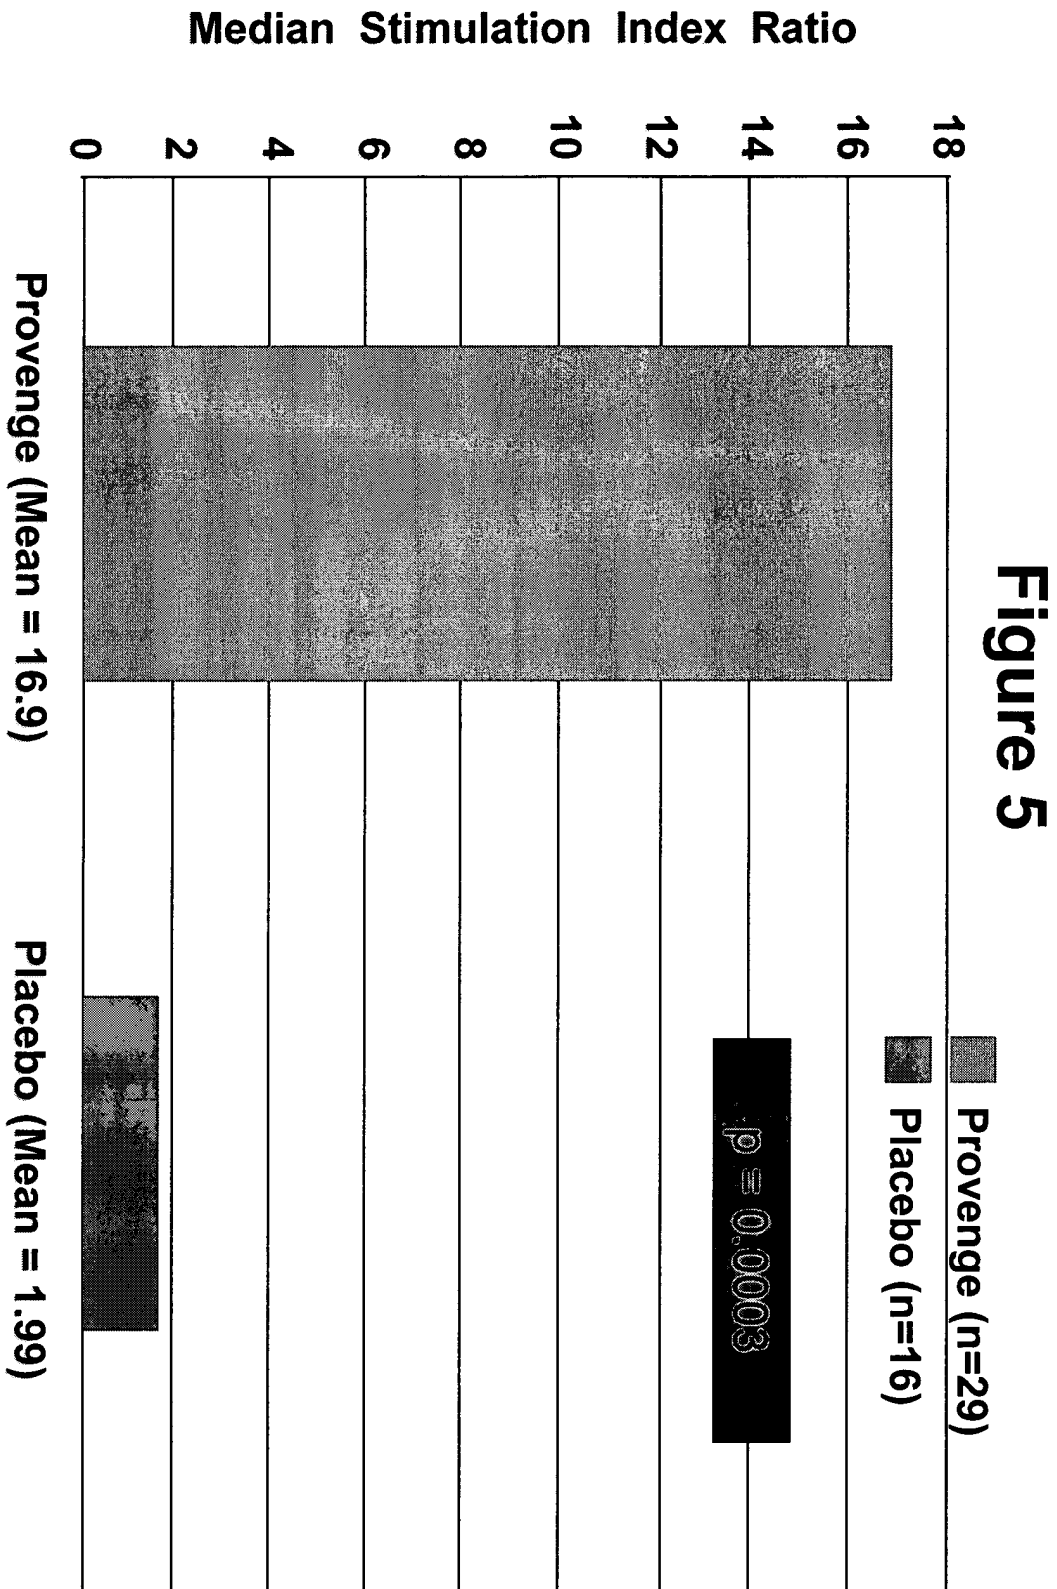 Figure 5
Provenge (n=29)
Placebo (n=16)
p = 0.0003
Median Stimulation Index Ratio
18
16
14
12
10
8
6
4
2
0
Provenge (Mean = 16.9)
Placebo (Mean = 1.99)